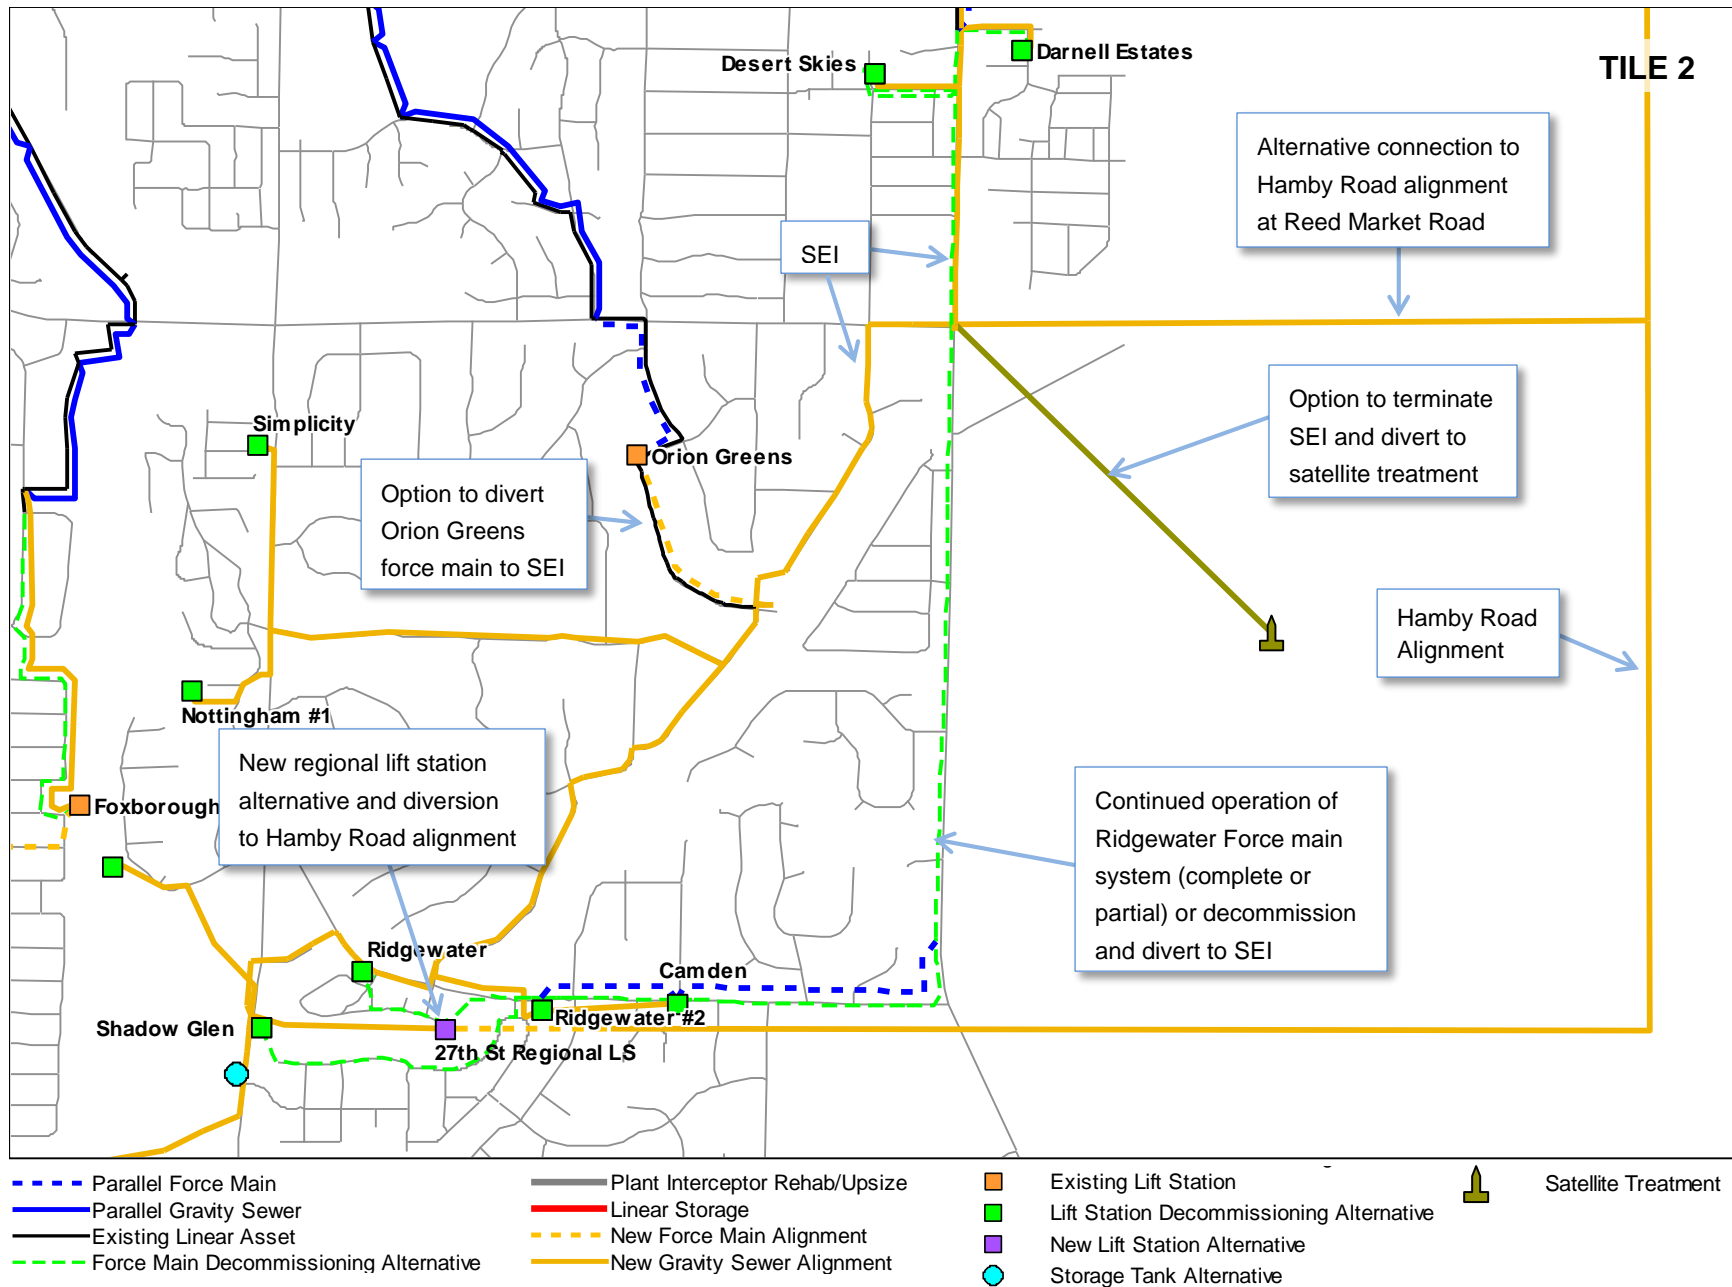 TILE 2
Desert Skies
Darnell Estates
Alternative connection to
Hamby Road alignment
at Reed Market Road
SEI
Simplicity
Orion Greens
Option to divert
Orion Greens
force main to SEI
Option to terminate
SEI and divert to
satellite treatment
Hamby Road
Alignment
Nottingham #1
New regional lift station
alternative and diversion
to Hamby Road alignment
Foxborough
Continued operation of
Ridgewater Force main
system (complete or
partial) or decommission
and divert to SEI
Ridgewater
Camden
Shadow Glen
Ridgewater #2
27th St Regional LS
Parallel Force Main
Parallel Gravity Sewer
Existing Linear Asset
Force Main Decommissioning Alternative
Plant Interceptor Rehab/Upsize
Linear Storage
New Force Main Alignment
New Gravity Sewer Alignment
Existing Lift Station
Lift Station Decommissioning Alternative
New Lift Station Alternative
Storage Tank Alternative
Satellite Treatment